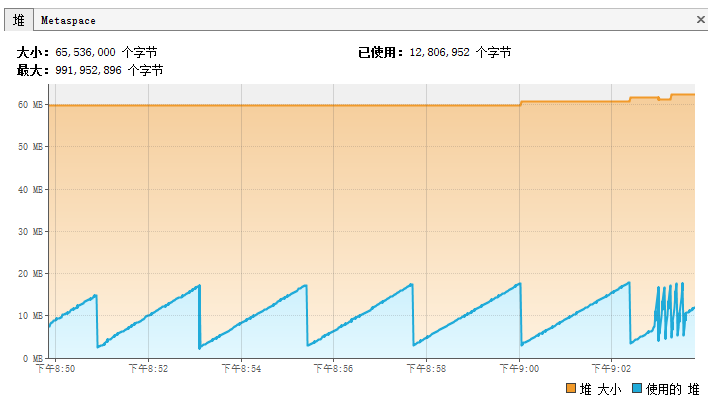 堆 Metaspace ×
大小： 65,536,000 个字节 已使用： 12,806,952 个字节
最大： 991,952,896 个字节
60 MB
50 MB
40 MB
30 MB
20 MB
10 MB
0 MB
下午8:50 下午8:52 下午8:54 下午8:56 下午8:58 下午9:00 下午9:02
堆 大小 使用的 堆